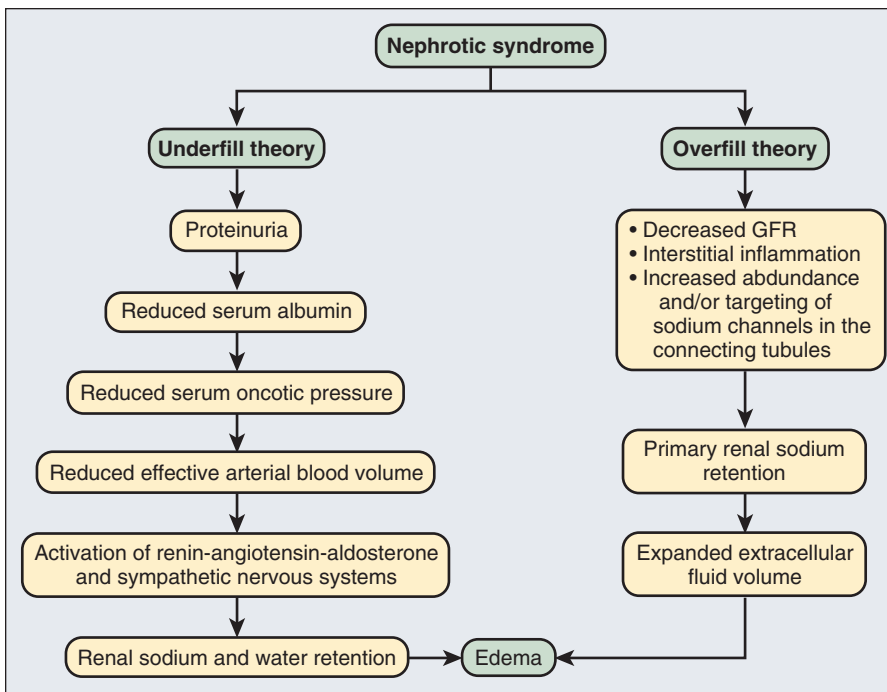 Nephrotic syndrome
Underfill theory
Proteinuria
Reduced serum albumin
Reduced serum oncotic pressure
Reduced effective arterial blood volume
Activation of renin-angiotensin-aldosterone
and sympathetic nervous systems
Renal sodium and water retention
Overfill theory
• Decreased GFR
• Interstitial inflammation
• Increased abdundance
and/or targeting of
sodium channels in the
connecting tubules
Primary renal sodium
retention
Expanded extracellular
fluid volume
Edema